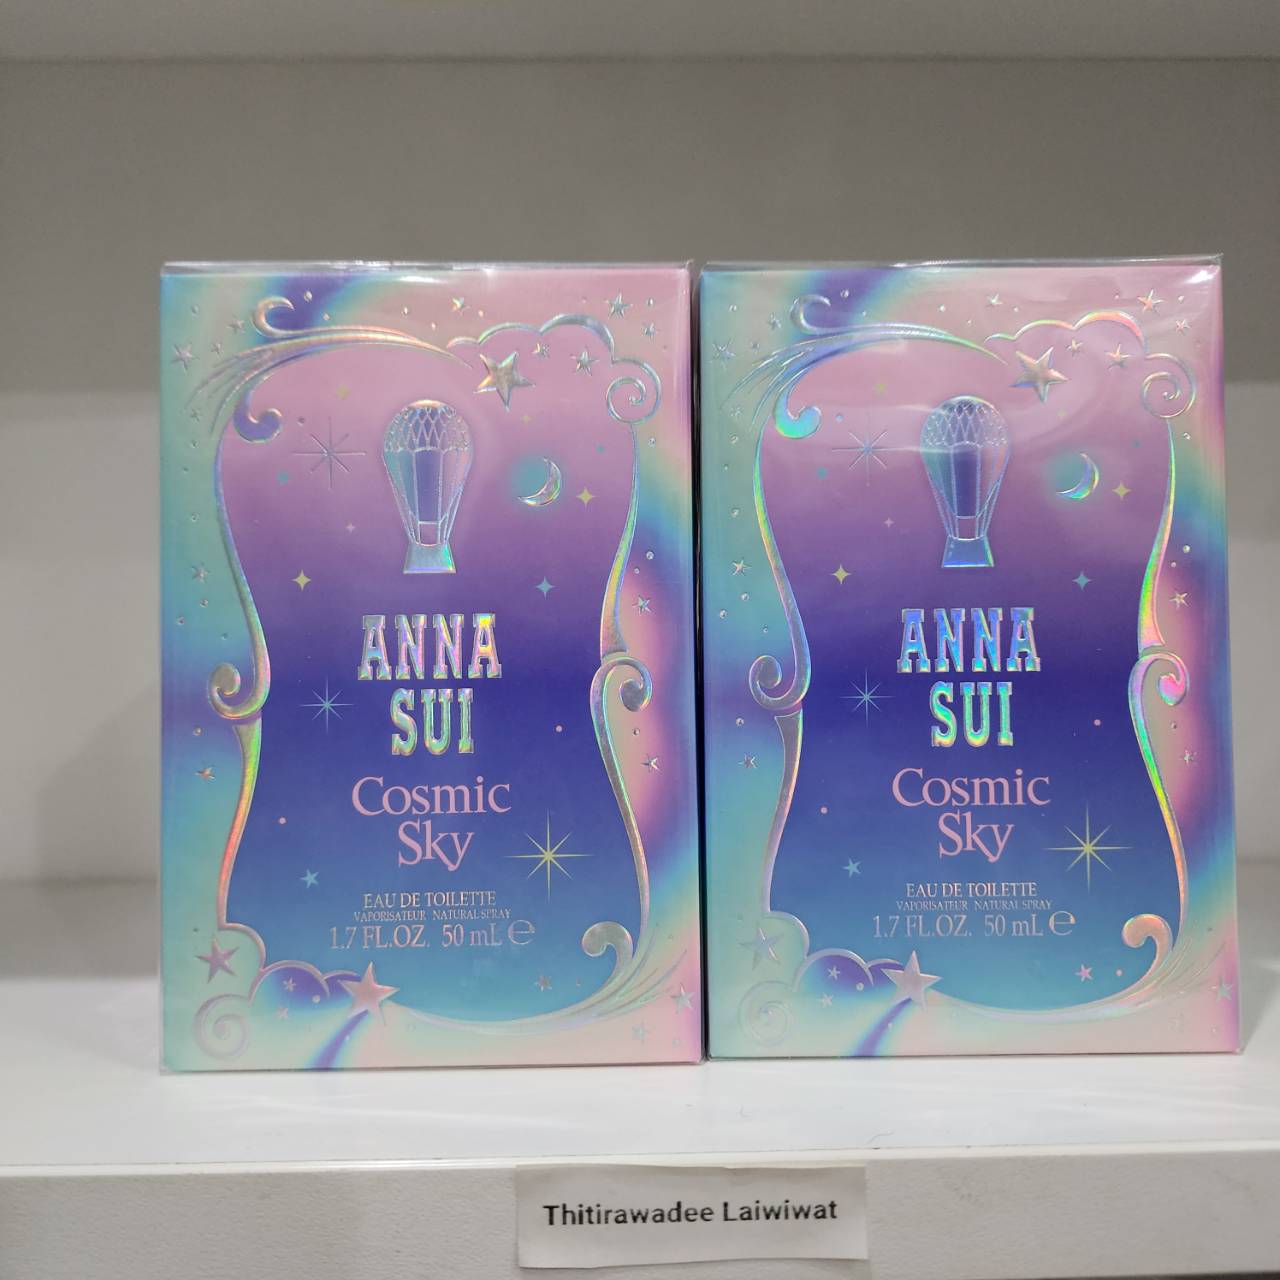 ANNA
SUI
Cosmic
Sky
EAU DE TOILETTE
VAPORISATEUR NATURAL SPRAY
1.7 FL.OZ. 50 mL ℮
ANNA
SUI
Cosmic
Sky
EAU DE TOILETTE
VAPORISATEUR NATURAL SPRAY
1.7 FL.OZ. 50 mL ℮
Thitirawadee Laiwiwat